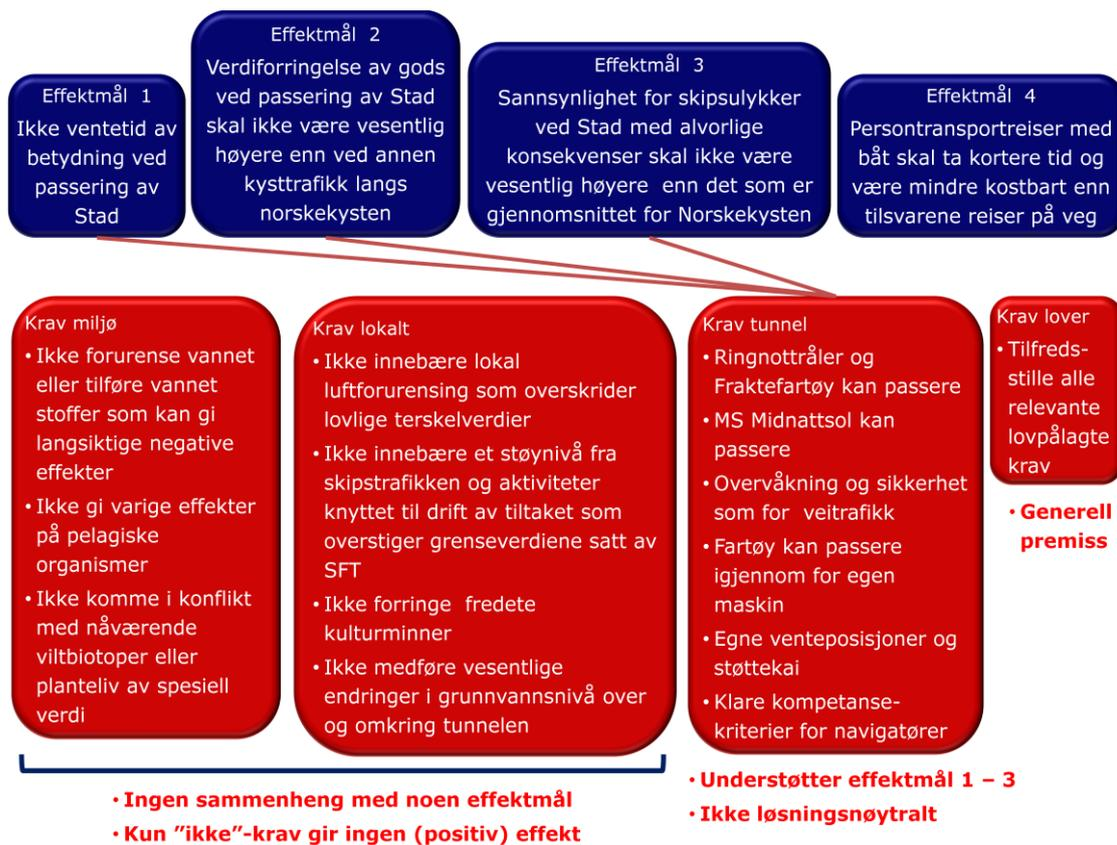 Effektmål 1
Ikke ventetid av
betydning ved
passering av
Stad
Effektmål 2
Verdiforringelse av gods
ved passering av Stad
skal ikke være vesentlig
høyere enn ved annen
kysttrafikk langs
norskekysten
Effektmål 3
Sannsynlighet for skipsulykker
ved Stad med alvorlige
konsekvenser skal ikke være
vesentlig høyere enn det som er
gjennomsnittet for Norskekysten
Effektmål 4
Persontransportreiser med
båt skal ta kortere tid og
være mindre kostbart enn
tilsvarene reiser på veg
Krav miljø
• Ikke forurense vannet
eller tilføre vannet
stoffer som kan gi
langsiktige negative
effekter
• Ikke gi varige effekter
på pelagiske
organismer
• Ikke komme i konflikt
med nåværende
viltbiotoper eller
planteliv av spesiell
verdi
Krav lokalt
• Ikke innebære lokal
luftforurensing som overskrider
lovlige terskelverdier
• Ikke innebære et støynivå fra
skipstrafikken og aktiviteter
knyttet til drift av tiltaket som
overstiger grenseverdiene satt av
SFT
• Ikke forringe fredete
kulturminner
• Ikke medføre vesentlige
endringer i grunnvannsnivå over
og omkring tunnelen
Krav tunnel
• Ringnottråler og
Fraktefartøy kan passere
• MS Midnattsol kan
passere
• Overvåkning og sikkerhet
som for veitrafikk
• Fartøy kan passere
igjennom for egen
maskin
• Egne venteposisjoner og
støttekai
• Klare kompetanse-
kriterier for navigatører
Krav lover
• Tilfreds-
stille alle
relevante
lovpålagte
krav
• Generell
premiss
• Ingen sammenheng med noen effektmål
• Kun ”ikke”-krav gir ingen (positiv) effekt
• Understøtter effektmål 1 – 3
• Ikke løsningsnøytralt